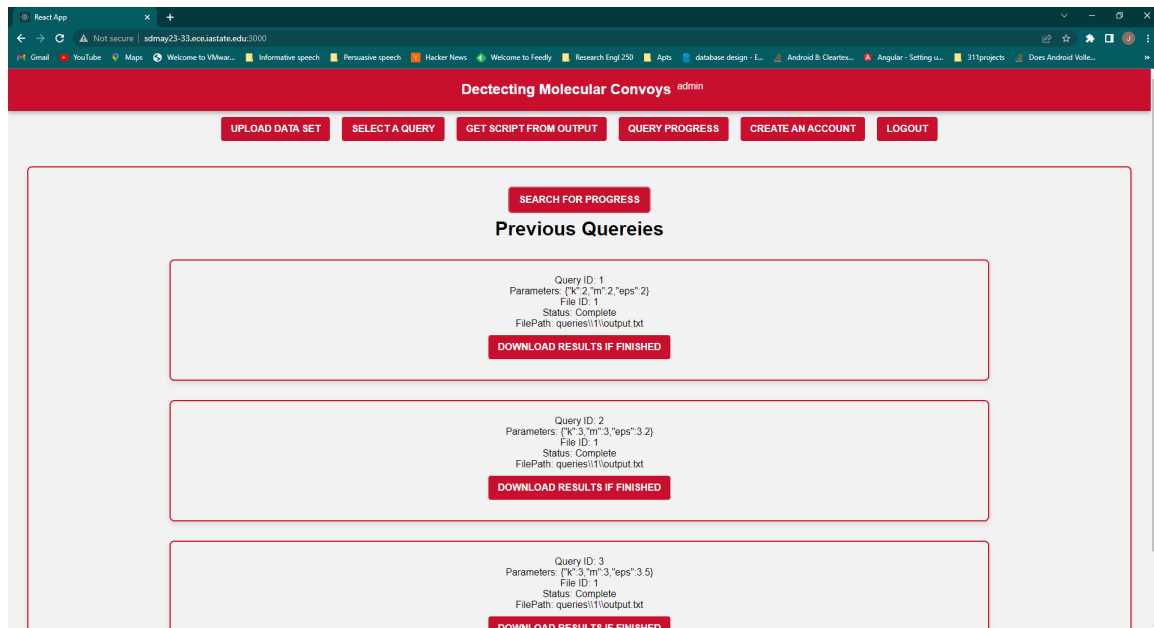 React App
Not secure | sdmay23-33.ece.iastate.edu:3000
Gmail YouTube Maps Welcome to VMwar... Informative speech Persuasive speech Hacker News Welcome to Feedly Research Engl 250 Apts database design - E... Android 8: Cleartex... Angular - Setting u... 311projects Does Android Volle... »
Dectecting Molecular Convoys admin
UPLOAD DATA SET SELECT A QUERY GET SCRIPT FROM OUTPUT QUERY PROGRESS CREATE AN ACCOUNT LOGOUT
SEARCH FOR PROGRESS
Previous Quereies
Query ID: 1
Parameters: {"k":2,"m":2,"eps":2}
File ID: 1
Status: Complete
FilePath: queries\\1\\output.txt
DOWNLOAD RESULTS IF FINISHED
Query ID: 2
Parameters: {"k":3,"m":3,"eps":3.2}
File ID: 1
Status: Complete
FilePath: queries\\1\\output.txt
DOWNLOAD RESULTS IF FINISHED
Query ID: 3
Parameters: {"k":3,"m":3,"eps":3.5}
File ID: 1
Status: Complete
FilePath: queries\\1\\output.txt
DOWNLOAD RESULTS IF FINISHED